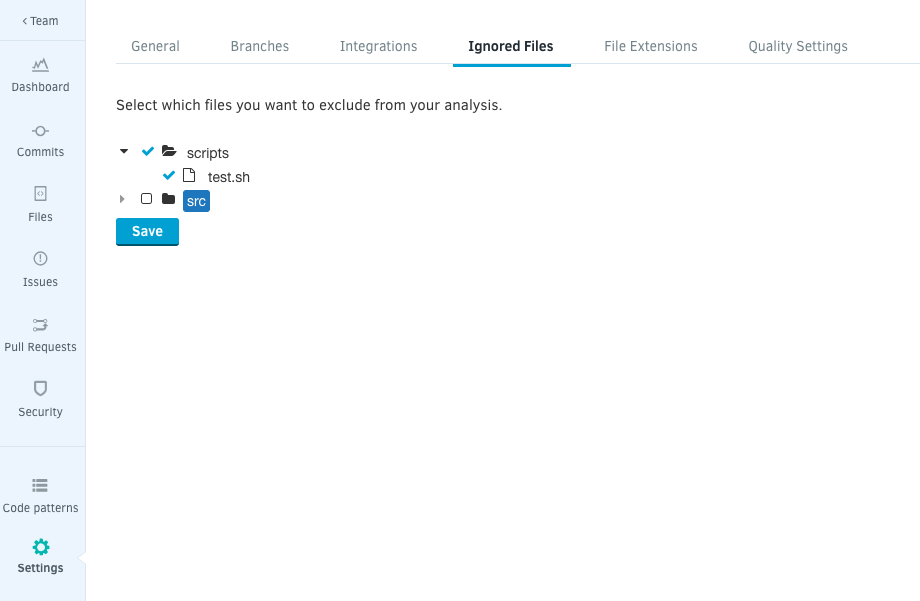 < Team
Dashboard
Commits
Files
Issues
Pull Requests
Security
Code patterns
Settings
General Branches Integrations Ignored Files File Extensions Quality Settings
Select which files you want to exclude from your analysis.
scripts
test.sh
src
Save